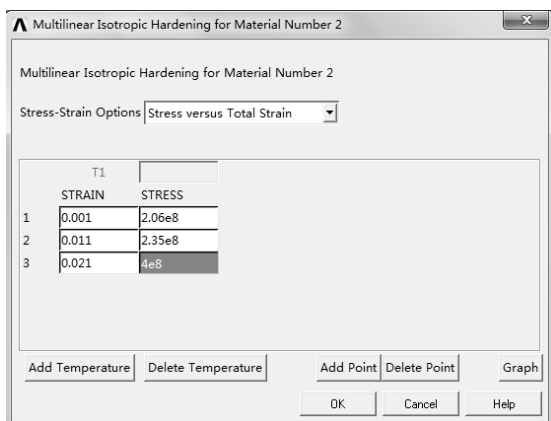 Multilinear Isotropic Hardening for Material Number 2
Multilinear Isotropic Hardening for Material Number 2
Stress-Strain Options Stress versus Total Strain
T1
STRAIN STRESS
1 0.001 2.06e8
2 0.011 2.35e8
3 0.021 4e8
Add Temperature Delete Temperature Add Point Delete Point Graph
OK Cancel Help